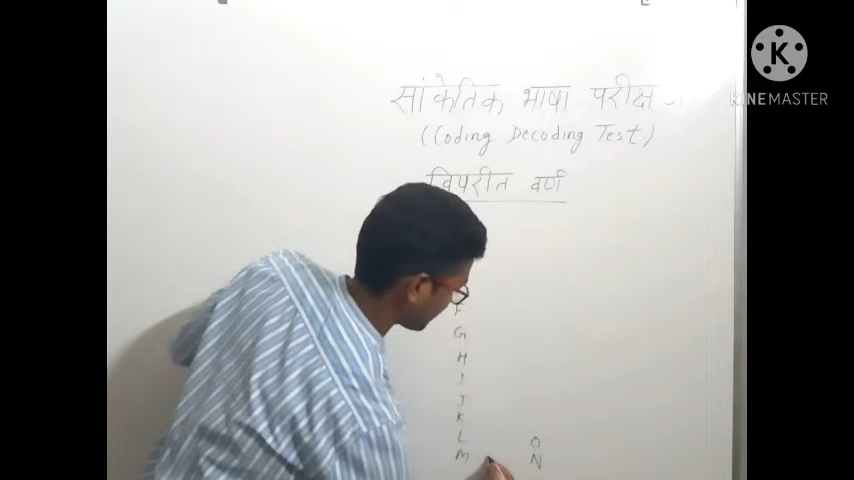 सांकेतिक भाषा परीक्ष
(Coding Decoding Test)
विपरीत वर्ण
F
G
H
I
J
K
L O
M N
K
KINEMASTER